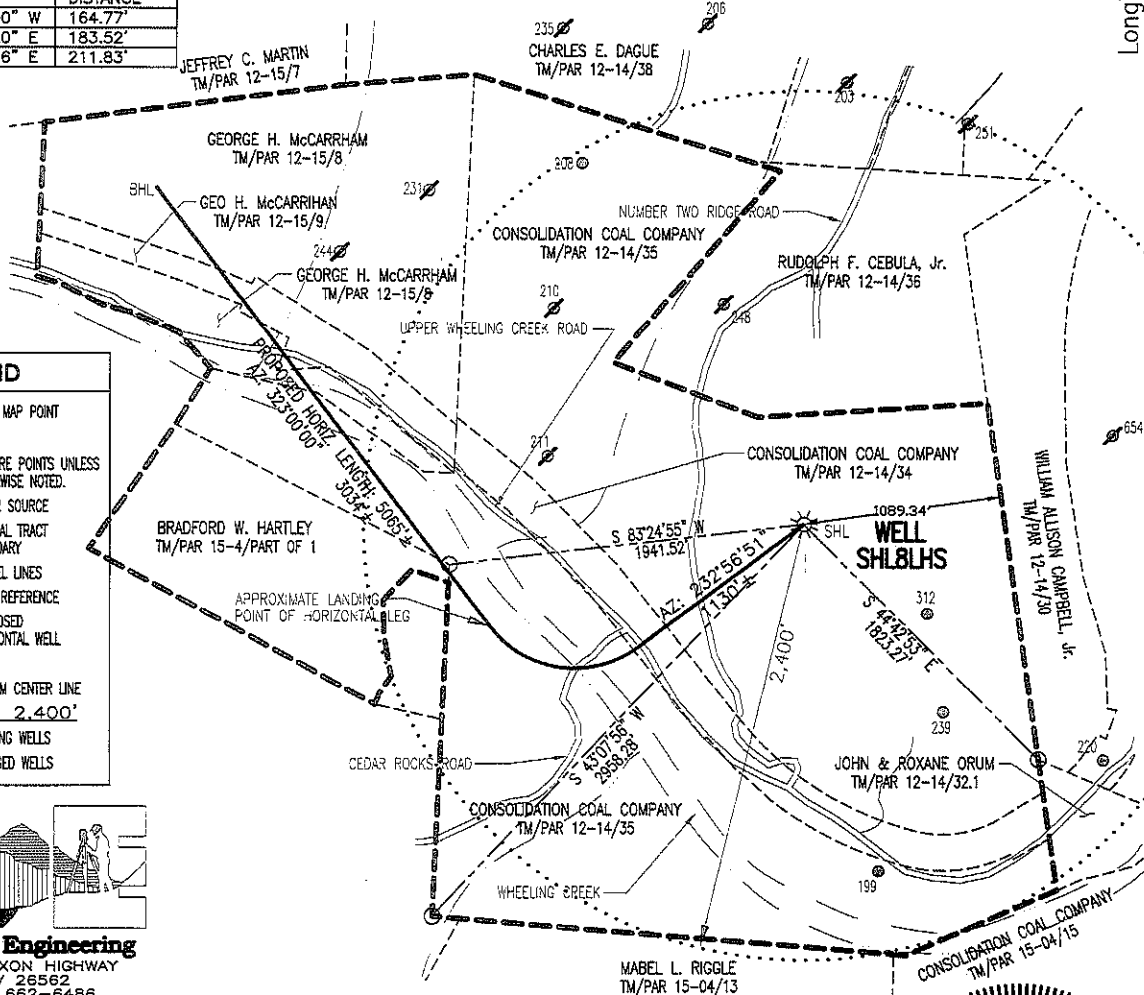 DISTANCE
0" W 164.77'
0" E 183.52'
6" E 211.83'
Long
JEFFREY C. MARTIN
TM/PAR 12-15/7
235
206
CHARLES E. DAGUE
TM/PAR 12-14/38
203
251
GEORGE H. McCARRHAM
TM/PAR 12-15/8
208
BHL
231
GEO H. McCARRIHAN
TM/PAR 12-15/9
NUMBER TWO RIDGE ROAD
CONSOLIDATION COAL COMPANY
TM/PAR 12-14/35
244
GEORGE H. McCARRHAM
TM/PAR 12-15/8
RUDOLPH F. CEBULA, Jr.
TM/PAR 12-14/36
210
248
UPPER WHEELING CREEK ROAD
PROPOSED HORIZ. LENGTH: 5065'±
AZ: 323°00'00"
3034'±
ND
MAP POINT
RE POINTS UNLESS
WISE NOTED.
SOURCE
AL TRACT
DARY
EL LINES
REFERENCE
OSED
ONTAL WELL
M CENTER LINE
2,400'
NG WELLS
GED WELLS
211
654
CONSOLIDATION COAL COMPANY
TM/PAR 12-14/34
WILLIAM ALLISON CAMPBELL, Jr.
TM/PAR 12-14/30
BRADFORD W. HARTLEY
TM/PAR 15-4/PART OF 1
S 83°24'55" W
1941.52'
1089.34'
SHL
WELL
SHL8LHS
AZ: 232°56'51"
1130'±
APPROXIMATE LANDING
POINT OF HORIZONTAL LEG
312
S 44°42'53" E
1823.27'
2,400'
239
220
CEDAR ROCKS ROAD
S 43°07'56" W
2958.28'
JOHN & ROXANE ORUM
TM/PAR 12-14/32.1
CONSOLIDATION COAL COMPANY
TM/PAR 12-14/35
199
WHEELING CREEK
CONSOLIDATION COAL COMPANY
TM/PAR 15-04/15
MABEL L. RIGGLE
TM/PAR 15-04/13
Engineering
XON HIGHWAY
26562
662-6486